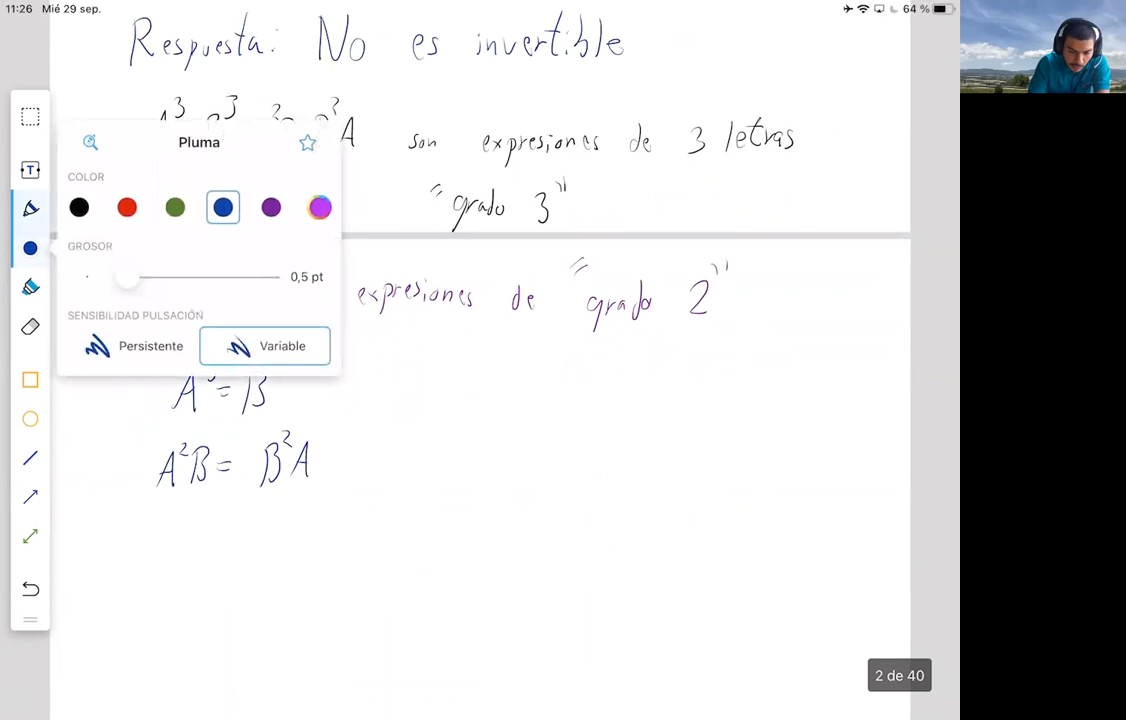 11:26 Mié 29 sep.
64 %
Respuesta: No es invertible
Pluma
son expresiones de 3 letras
COLOR
"grado 3"
GROSOR
0,5 pt
expresiones de "grado 2"
SENSIBILIDAD PULSACIÓN
Persistente
Variable
A²B = B²A
2 de 40